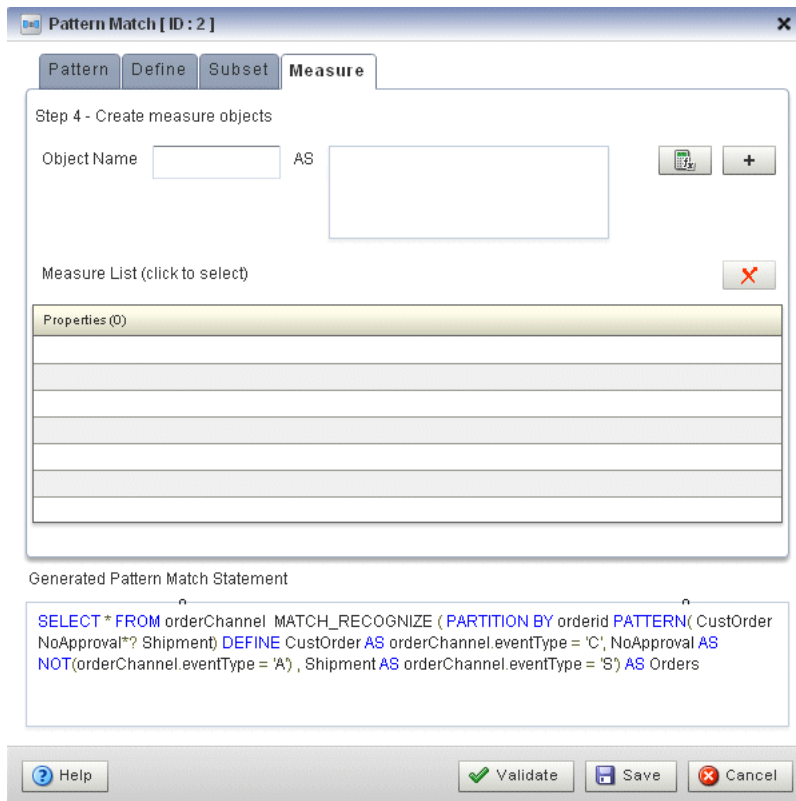 Pattern Match [ ID : 2 ]
Pattern Define Subset Measure
Step 4 - Create measure objects
Object Name AS
+
Measure List (click to select)
Properties (0)
Generated Pattern Match Statement
SELECT * FROM orderChannel MATCH_RECOGNIZE ( PARTITION BY orderid PATTERN( CustOrder
NoApproval*? Shipment) DEFINE CustOrder AS orderChannel.eventType = 'C', NoApproval AS
NOT(orderChannel.eventType = 'A') , Shipment AS orderChannel.eventType = 'S') AS Orders
Help Validate Save Cancel